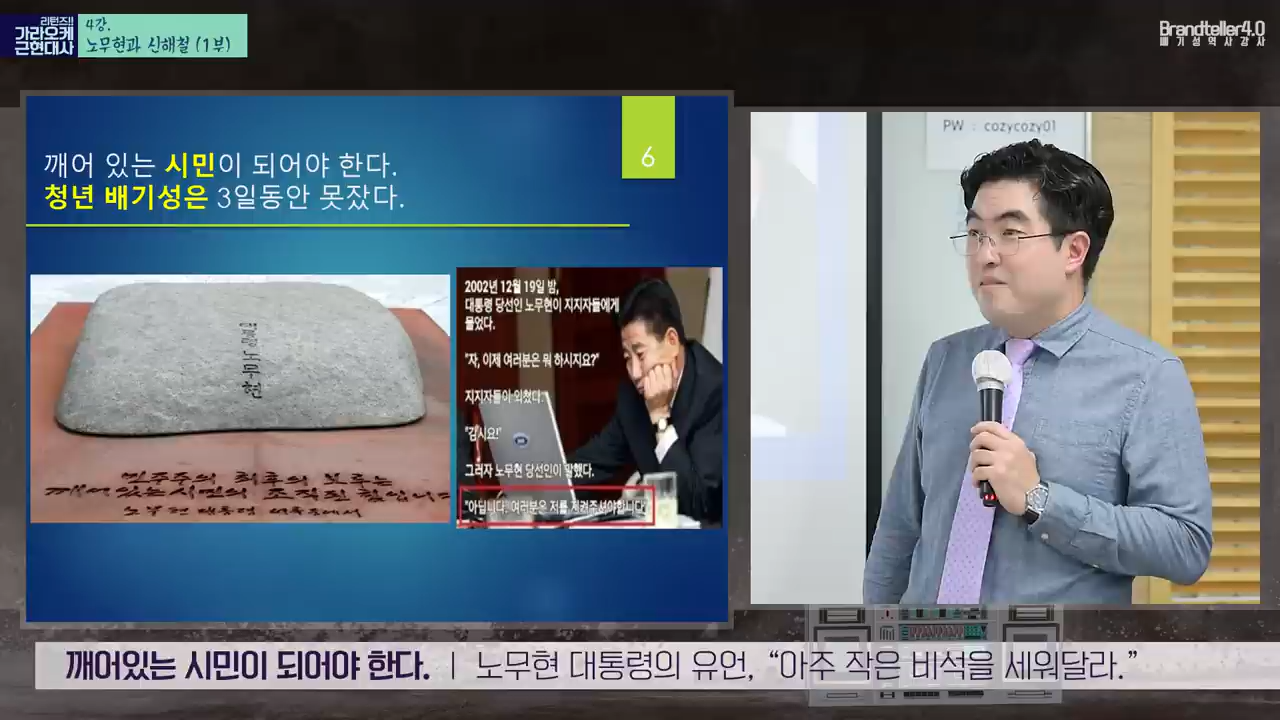 리턴즈!!
가라오케
근현대사
4강.
노무현과 신해철 (1부)
Brandteller4.0
배기성역사강사
깨어 있는 시민이 되어야 한다.
청년 배기성은 3일동안 못잤다.
6
대통령 노무현
민주주의 최후의 보루는
깨어있는 시민의 조직된 힘입니다
노무현 대통령 어록에서
2002년 12월 19일 밤,
대통령 당선인 노무현이 지지자들에게
물었다.
"자, 이제 여러분은 뭐 하시지요?"
지지자들이 외쳤다.
"감시요!"
그러자 노무현 당선인이 말했다.
"아닙니다. 여러분은 저를 지켜주셔야합니다"
PW : cozycozy01
깨어있는 시민이 되어야 한다. | 노무현 대통령의 유언, “아주 작은 비석을 세워달라.”